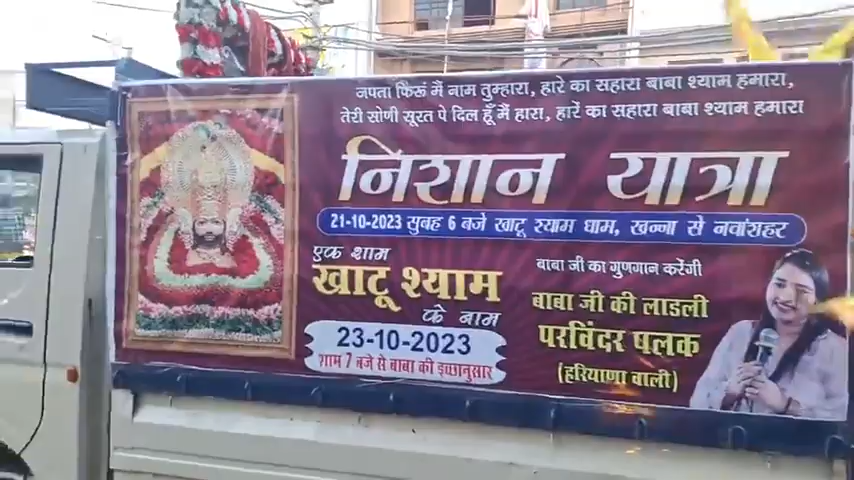 जपता फिरूँ मैं नाम तुम्हारा, हारे का सहारा बाबा श्याम हमारा,
तेरी सोणी सूरत पे दिल हूँ मैं हारा, हारे का सहारा बाबा श्याम हमारा
निशान यात्रा
21-10-2023 सुबह 6 बजे खाटू श्याम धाम, खन्ना से नवांशहर
एक शाम
खाटू श्याम
के नाम
23-10-2023
शाम 7 बजे से बाबा की इच्छानुसार
बाबा जी का गुणगान करेंगी
बाबा जी की लाडली
परविंदर पलक
(हरियाणा वाली)